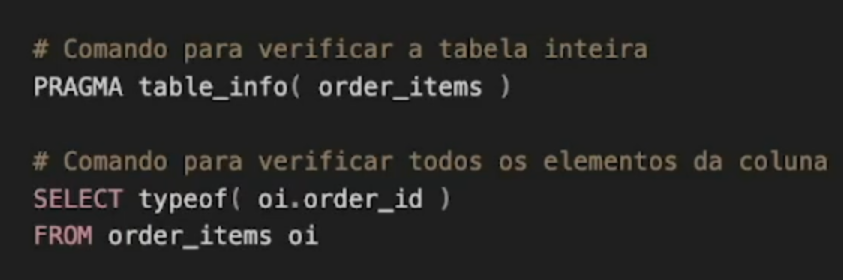 # Comando para verificar a tabela inteira
PRAGMA table_info( order_items )
# Comando para verificar todos os elementos da coluna
SELECT typeof( oi.order_id )
FROM order_items oi